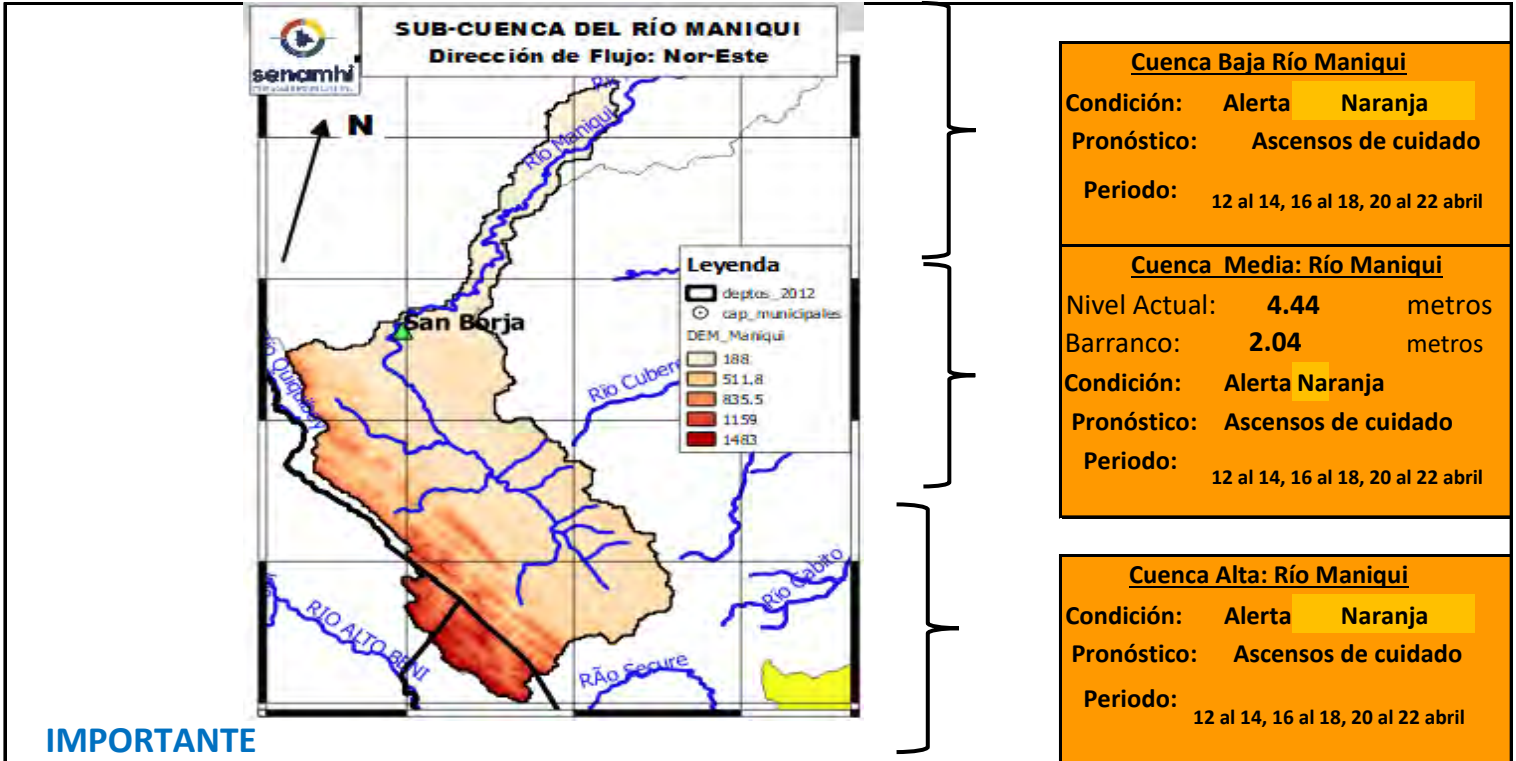 senamhi
SUB-CUENCA DEL RÍO MANIQUI
Dirección de Flujo: Nor-Este
N
Río Maniqui
San Borja
Río Quiquibey
Leyenda
deptos_2012
cap_municipales
DEM_Maniqui
188
511.8
835.5
1159
1483
Río Cubere
RIO ALTO BENI
RÃo Secure
Río Cabito
IMPORTANTE
Cuenca Baja Río Maniqui
Condición: Alerta Naranja
Pronóstico: Ascensos de cuidado
Periodo: 12 al 14, 16 al 18, 20 al 22 abril
Cuenca Media: Río Maniqui
Nivel Actual: 4.44 metros
Barranco: 2.04 metros
Condición: Alerta Naranja
Pronóstico: Ascensos de cuidado
Periodo: 12 al 14, 16 al 18, 20 al 22 abril
Cuenca Alta: Río Maniqui
Condición: Alerta Naranja
Pronóstico: Ascensos de cuidado
Periodo: 12 al 14, 16 al 18, 20 al 22 abril